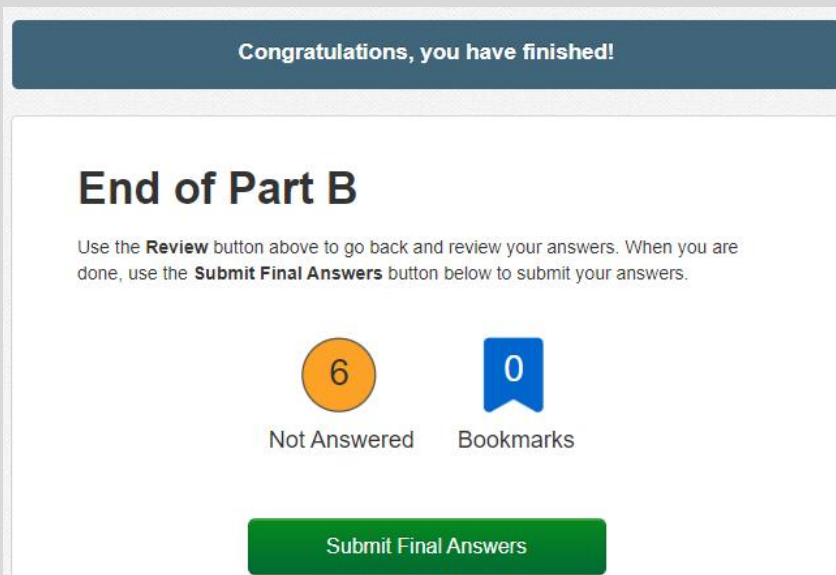 Congratulations, you have finished!
End of Part B
Use the Review button above to go back and review your answers. When you are
done, use the Submit Final Answers button below to submit your answers.
6
0
Not Answered
Bookmarks
Submit Final Answers